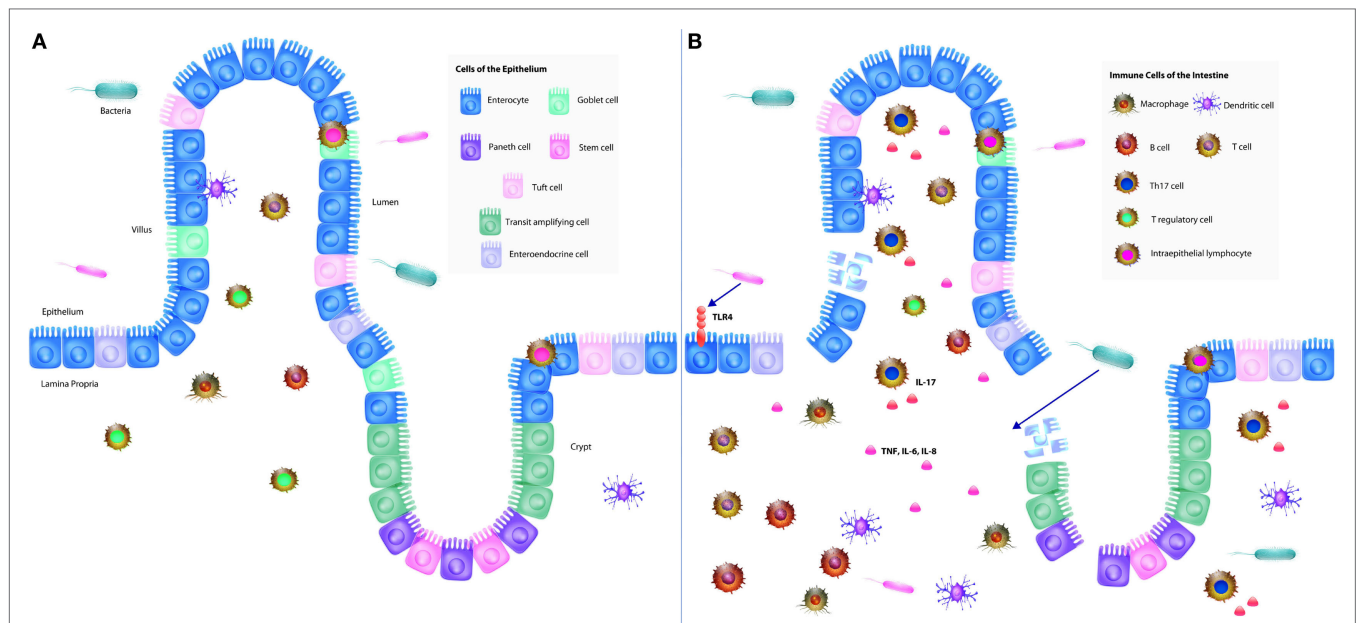 A
Bacteria
Villus
Lumen
Epithelium
Lamina Propria
Crypt
Cells of the Epithelium
Enterocyte
Goblet cell
Paneth cell
Stem cell
Tuft cell
Transit amplifying cell
Enteroendocrine cell
B
TLR4
IL-17
TNF, IL-6, IL-8
Immune Cells of the Intestine
Macrophage
Dendritic cell
B cell
T cell
Th17 cell
T regulatory cell
Intraepithelial lymphocyte